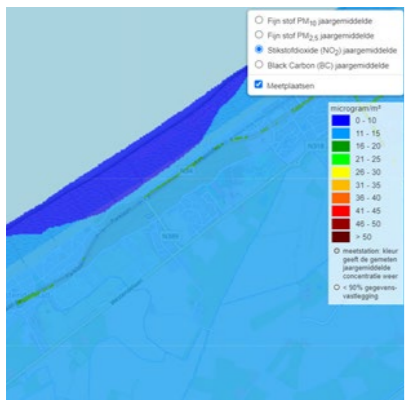 Fijn stof PM10 jaargemiddelde
Fijn stof PM2,5 jaargemiddelde
Stikstofdioxide (NO2) jaargemiddelde
Black Carbon (BC) jaargemiddelde
Meetplaatsen
microgram/m³
0 - 10
11 - 15
16 - 20
21 - 25
26 - 30
31 - 35
36 - 40
41 - 45
46 - 50
> 50
meetstation: kleur
geeft de gemeten
jaargemiddelde
concentratie weer
< 90% gegevens-
vastlegging